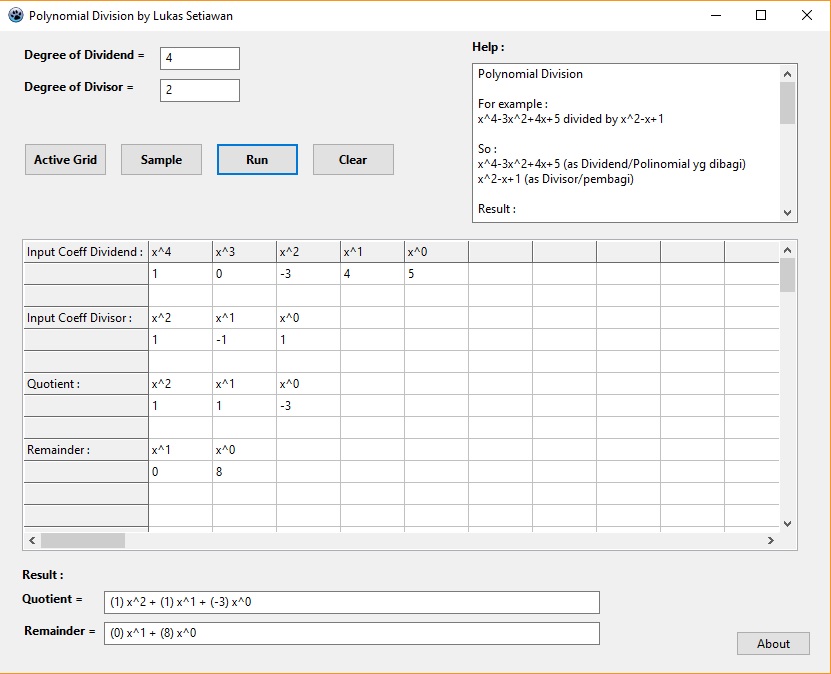 Polynomial Division by Lukas Setiawan
Degree of Dividend = 4
Degree of Divisor = 2
Active Grid Sample Run Clear
Help :
Polynomial Division
For example :
x^4-3x^2+4x+5 divided by x^2-x+1
So :
x^4-3x^2+4x+5 (as Dividend/Polinomial yg dibagi)
x^2-x+1 (as Divisor/pembagi)
Result :
Input Coeff Dividend : x^4 x^3 x^2 x^1 x^0
1 0 -3 4 5
Input Coeff Divisor : x^2 x^1 x^0
1 -1 1
Quotient : x^2 x^1 x^0
1 1 -3
Remainder : x^1 x^0
0 8
Result :
Quotient = (1) x^2 + (1) x^1 + (-3) x^0
Remainder = (0) x^1 + (8) x^0
About